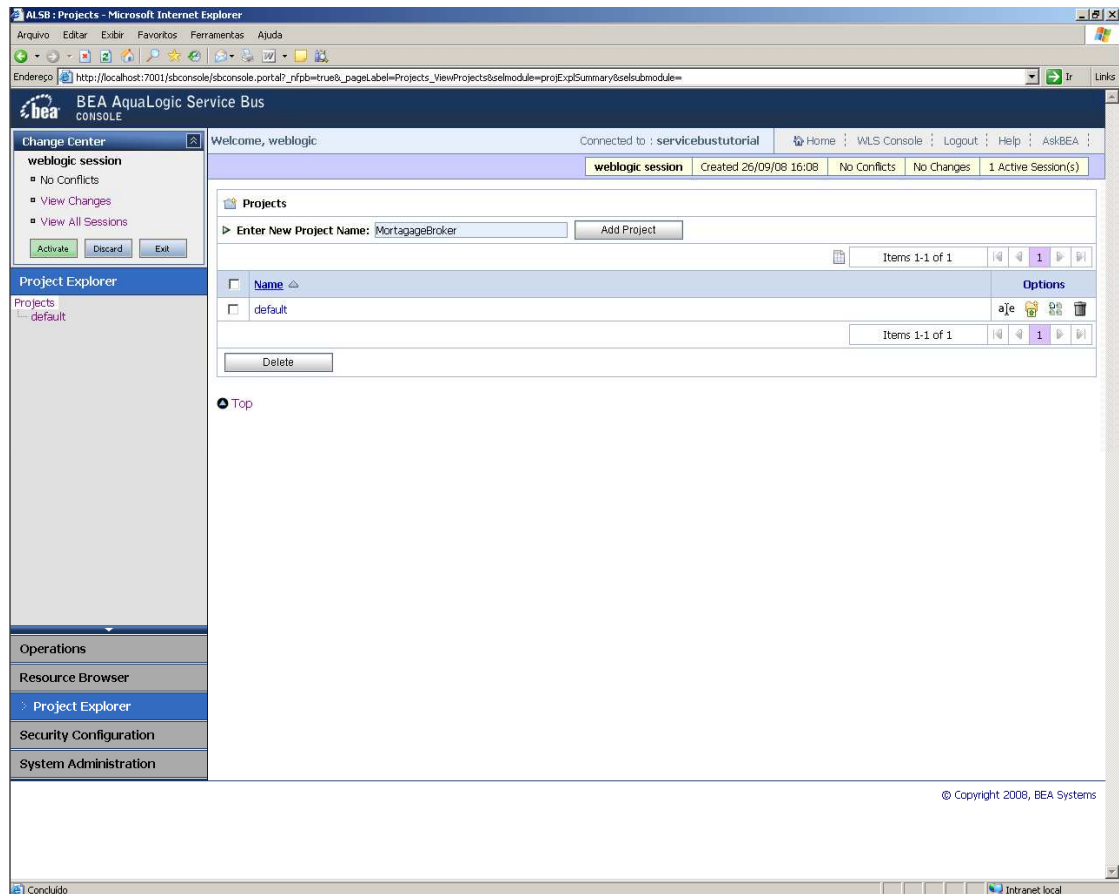 ALSB : Projects - Microsoft Internet Explorer
Arquivo Editar Exibir Favoritos Ferramentas Ajuda
Endereço http://localhost:7001/sbconsole/sbconsole.portal?_nfpb=true&_pageLabel=Projects_ViewProjects&selmodule=projExplSummary&selsubmodule= Ir Links
bea BEA AquaLogic Service Bus
CONSOLE
Change Center
weblogic session
No Conflicts
View Changes
View All Sessions
Activate Discard Exit
Project Explorer
Projects
default
Operations
Resource Browser
Project Explorer
Security Configuration
System Administration
Welcome, weblogic Connected to : servicebustutorial Home WLS Console Logout Help AskBEA
weblogic session Created 26/09/08 16:08 No Conflicts No Changes 1 Active Session(s)
Projects
Enter New Project Name: MortagageBroker Add Project
Items 1-1 of 1 1
Name Options
default aIe
Items 1-1 of 1 1
Delete
Top
© Copyright 2008, BEA Systems
Concluído Intranet local